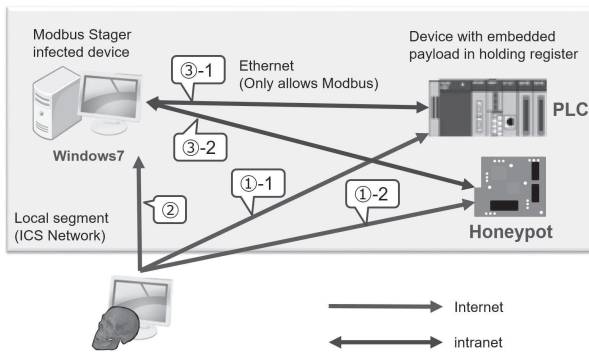 Modbus Stager
infected device
Device with embedded
payload in holding register
③-1
Ethernet
(Only allows Modbus)
PLC
Windows7
③-2
①-1
①-2
②
Local segment
(ICS Network)
Honeypot
Internet
intranet